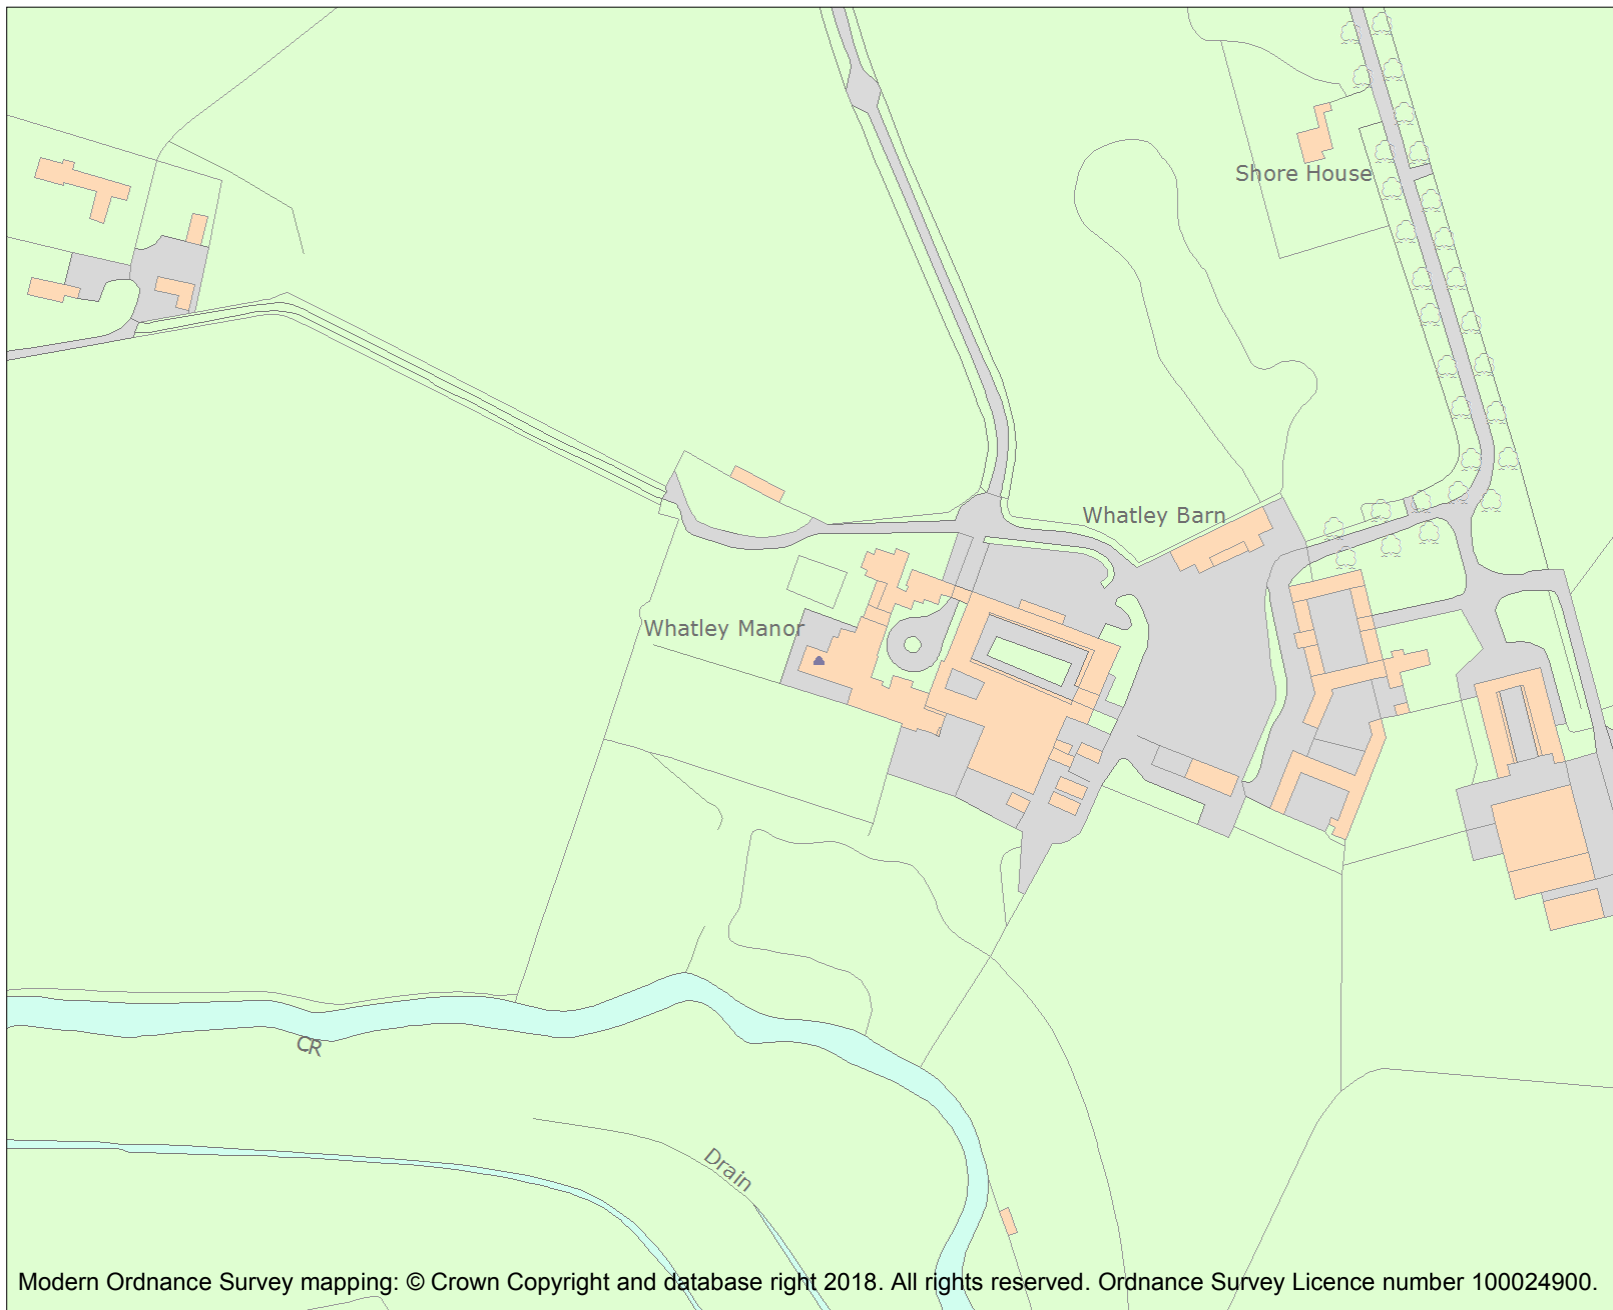 Shore House
Whatley Barn
Whatley Manor
CR
Drain
Modern Ordnance Survey mapping: © Crown Copyright and database right 2018. All rights reserved. Ordnance Survey Licence number 100024900.